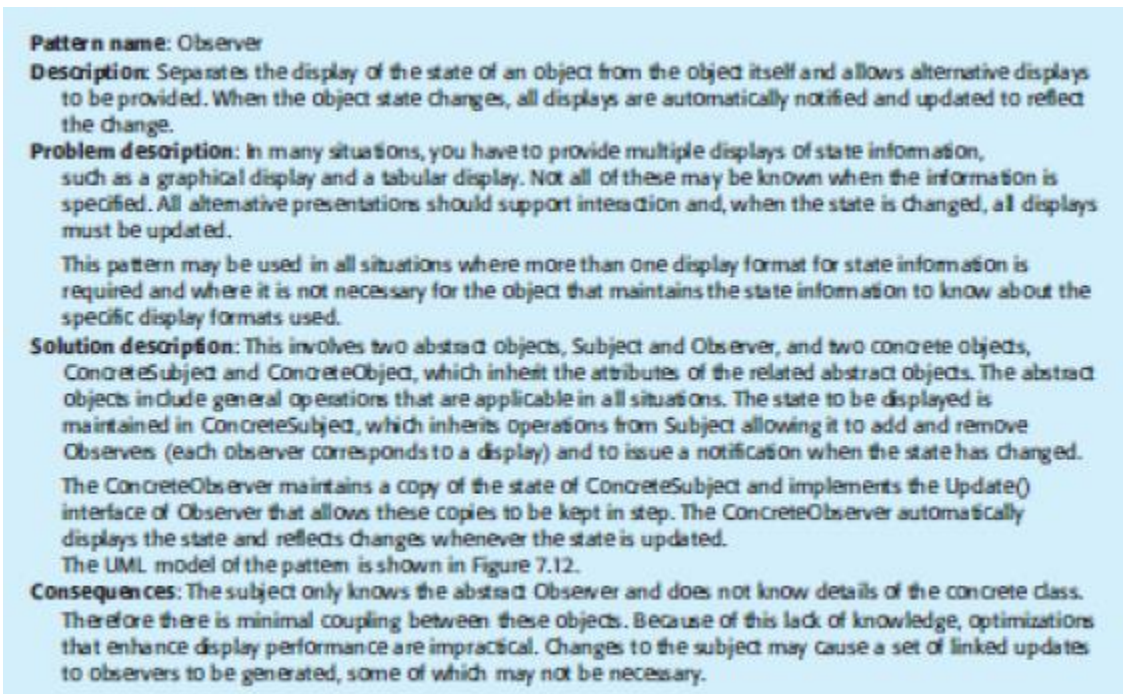 Pattern name: Observer
Description: Separates the display of the state of an object from the object itself and allows alternative displays
to be provided. When the object state changes, all displays are automatically notified and updated to reflect
the change.
Problem description: In many situations, you have to provide multiple displays of state information,
such as a graphical display and a tabular display. Not all of these may be known when the information is
specified. All alternative presentations should support interaction and, when the state is changed, all displays
must be updated.
This pattern may be used in all situations where more than one display format for state information is
required and where it is not necessary for the object that maintains the state information to know about the
specific display formats used.
Solution description: This involves two abstract objects, Subject and Observer, and two concrete objects,
ConcreteSubject and ConcreteObject, which inherit the attributes of the related abstract objects. The abstract
objects include general operations that are applicable in all situations. The state to be displayed is
maintained in ConcreteSubject, which inherits operations from Subject allowing it to add and remove
Observers (each observer corresponds to a display) and to issue a notification when the state has changed.
The ConcreteObserver maintains a copy of the state of ConcreteSubject and implements the Update()
interface of Observer that allows these copies to be kept in step. The ConcreteObserver automatically
displays the state and reflects changes whenever the state is updated.
The UML model of the pattern is shown in Figure 7.12.
Consequences: The subject only knows the abstract Observer and does not know details of the concrete class.
Therefore there is minimal coupling between these objects. Because of this lack of knowledge, optimizations
that enhance display performance are impractical. Changes to the subject may cause a set of linked updates
to observers to be generated, some of which may not be necessary.